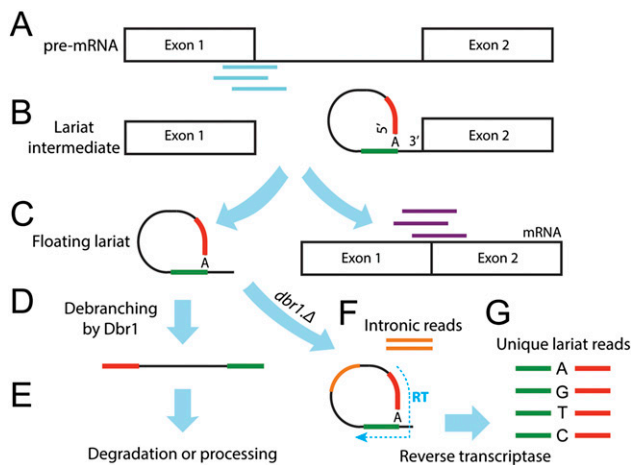 A
pre-mRNA
Exon 1
Exon 2
B
Lariat
intermediate
Exon 1
5'
A
3'
Exon 2
C
Floating lariat
A
mRNA
Exon 1
Exon 2
D
Debranching
by Dbr1
dbr1.Δ
E
Degradation or processing
F
Intronic reads
RT
A
G
Unique lariat reads
A
G
T
C
Reverse transcriptase